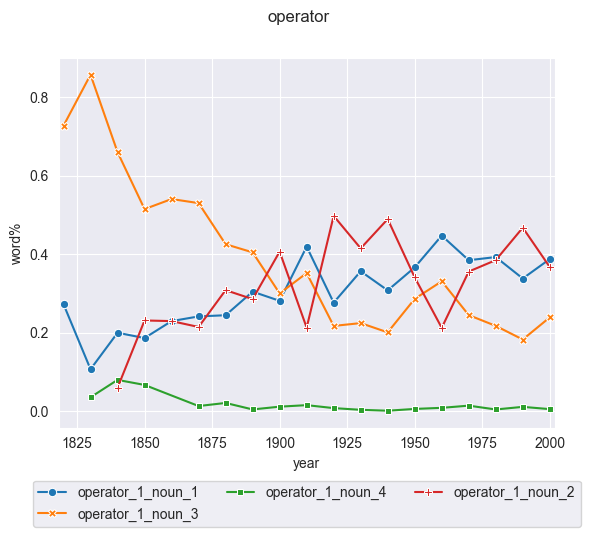 operator
0.8
0.6
0.4
0.2
0.0
word%
1825 1850 1875 1900 1925 1950 1975 2000
year
operator_1_noun_1 operator_1_noun_4 operator_1_noun_2
operator_1_noun_3